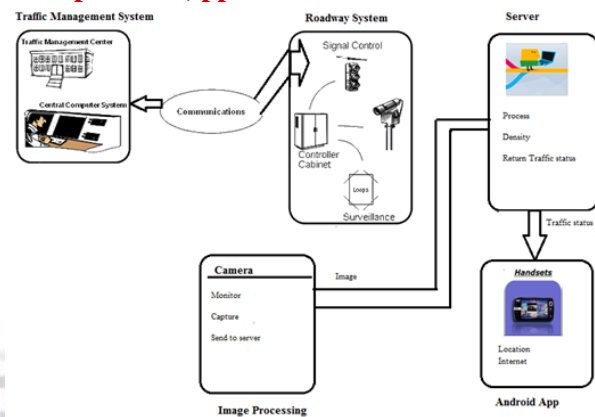 Traffic Management System
Traffic Management Center
Central Computer System
Communications
Roadway System
Signal Control
Controller
Cabinet
Loops
Surveillance
Server
Process
Density
Return Traffic status
Traffic status
Camera
Monitor
Capture
Send to server
Image
Image Processing
Handsets
Location
Internet
Android App